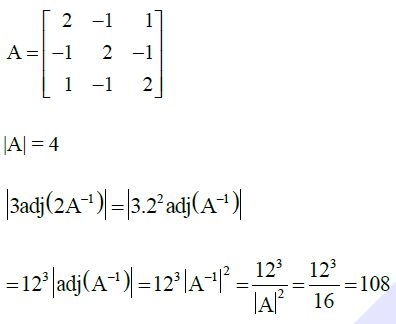 A = [ 2 −1 1
−1 2 −1
1 −1 2 ]
|A| = 4
|3adj(2A⁻¹)| = |3.2² adj(A⁻¹)|
= 12³ |adj(A⁻¹)| = 12³ |A⁻¹|² = 12³/|A|² = 12³/16 = 108